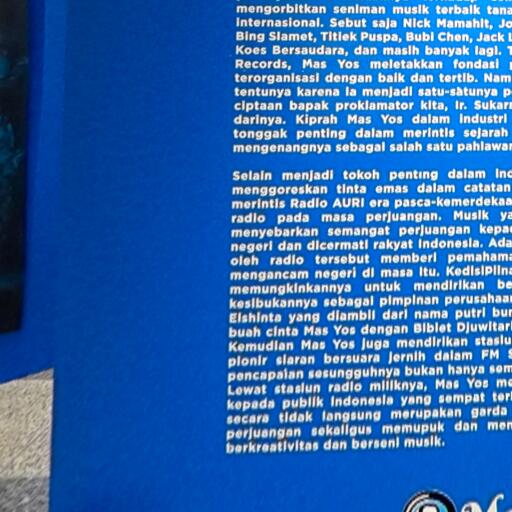 mengorbitkan seniman musik terbaik tana
internasional. Sebut saja Nick Mamahit, Jo
Bing Slamet, Titiek Puspa, Bubi Chen, Jack L
Koes Bersaudara, dan masih banyak lagi. T
Records, Mas Yos meletakkan fondasi
terorganisasi dengan baik dan tertib. Nam
tentunya karena ia menjadi satu-satunya p
ciptaan bapak proklamator kita, Ir. Sukar
darinya. Kiprah Mas Yos dalam industri
tonggak penting dalam merintis sejarah
mengenangnya sebagai salah satu pahlawan
Selain menjadi tokoh penting dalam ind
menggoreskan tinta emas dalam catatan
merintis Radio AURI era pasca-kemerdekaa
radio pada masa perjuangan. Musik ya
menyebarkan semangat perjuangan kepad
negeri dan dicermati rakyat Indonesia. Ada
oleh radio tersebut memberi pemahama
mengancam negeri di masa itu. Kedisiplina
memungkinkannya untuk mendirikan be
kesibukannya sebagai pimpinan perusahaan
Elshinta yang diambil dari nama putri bun
buah cinta Mas Yos dengan Biblet Djuwitari
Kemudian Mas Yos juga mendirikan stasiu
pionir siaran bersuara jernih dalam FM S
pencapaian sesungguhnya bukan hanya sem
Lewat stasiun radio miliknya, Mas Yos me
kepada publik Indonesia yang sempat ter
secara tidak langsung merupakan garda
perjuangan sekaligus memupuk dan men
berkreativitas dan berseni musik.